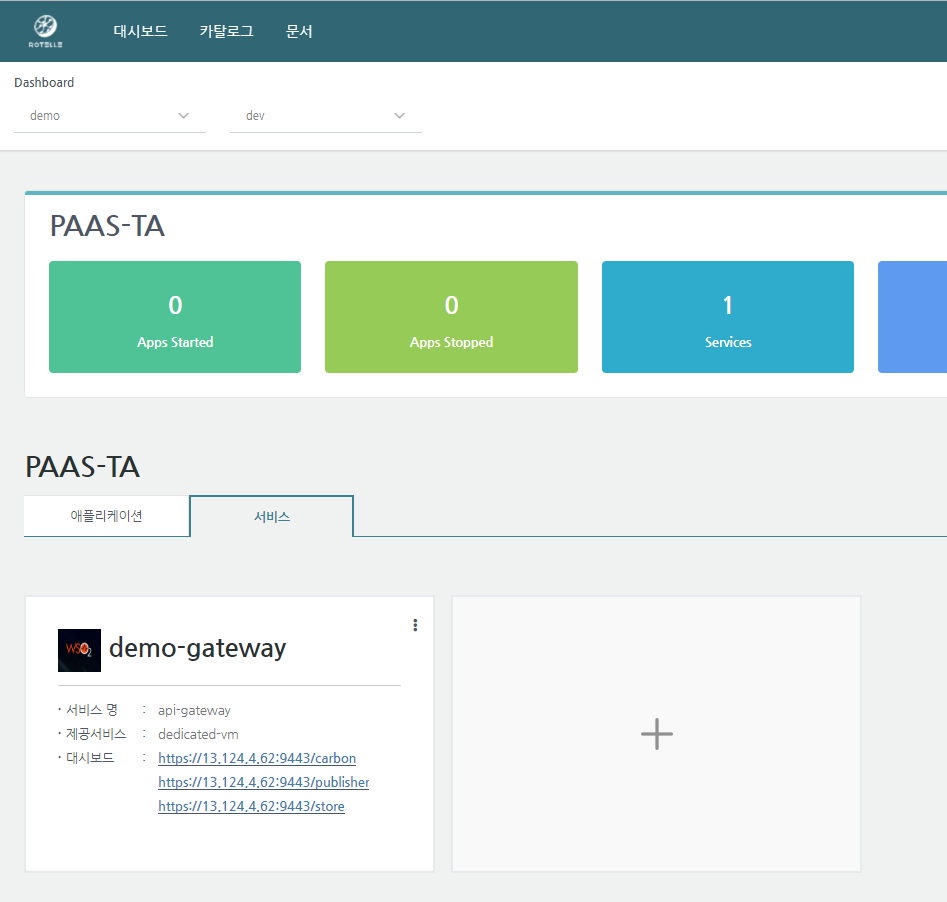 ROTELLE
대시보드 카탈로그 문서
Dashboard
demo dev
PAAS-TA
0 0 1
Apps Started Apps Stopped Services
PAAS-TA
애플리케이션 서비스
WSO2 demo-gateway
· 서비스 명 : api-gateway
· 제공서비스 : dedicated-vm
· 대시보드 : https://13.124.4.62:9443/carbon
https://13.124.4.62:9443/publisher
https://13.124.4.62:9443/store